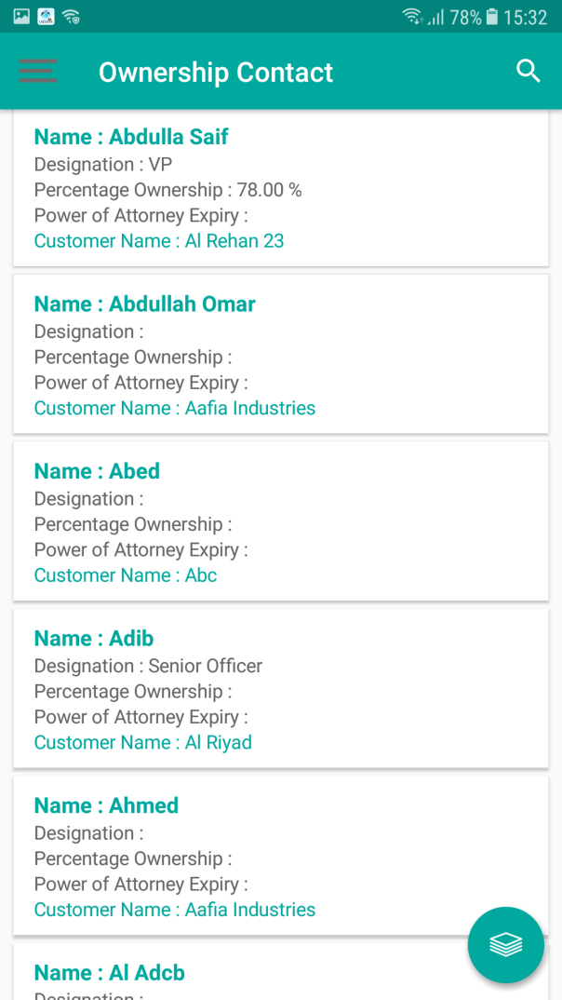 78% 15:32
Ownership Contact
Name : Abdulla Saif
Designation : VP
Percentage Ownership : 78.00 %
Power of Attorney Expiry :
Customer Name : Al Rehan 23
Name : Abdullah Omar
Designation :
Percentage Ownership :
Power of Attorney Expiry :
Customer Name : Aafia Industries
Name : Abed
Designation :
Percentage Ownership :
Power of Attorney Expiry :
Customer Name : Abc
Name : Adib
Designation : Senior Officer
Percentage Ownership :
Power of Attorney Expiry :
Customer Name : Al Riyad
Name : Ahmed
Designation :
Percentage Ownership :
Power of Attorney Expiry :
Customer Name : Aafia Industries
Name : Al Adcb
Designation :